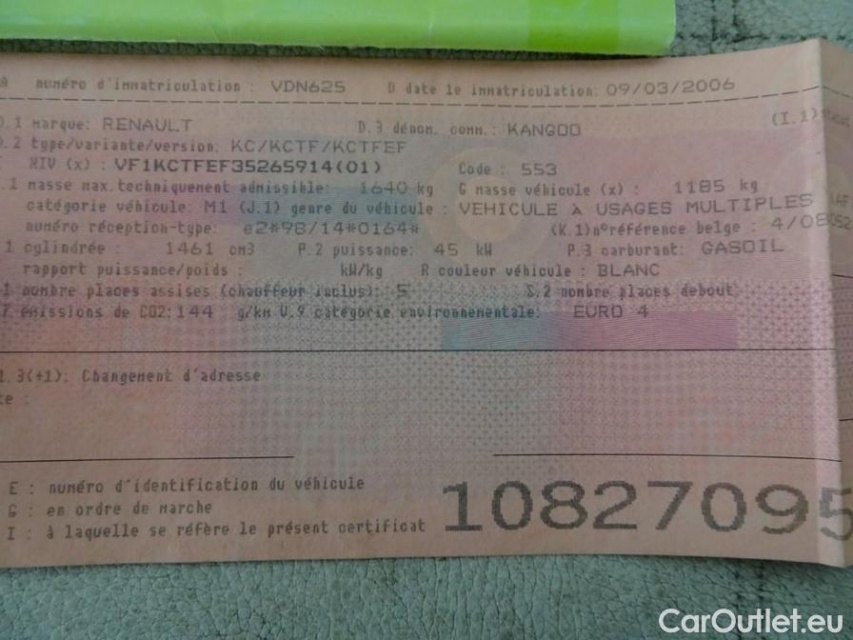 A numéro d'immatriculation : VDN625 D date 1e immatriculation: 09/03/2006
D.1 marque: RENAULT D.3 dénom. comm.: KANGOO (I.1)
D.2 type/variante/version: KC/KCTF/KCTFEF
E NIV (x) : VF1KCTFEF35265914(01) Code : 553
.1 masse max.techniquement admissible: 1640 kg G masse véhicule (x) : 1185 kg
catégorie véhicule: M1 (J.1) genre du véhicule : VEHICULE A USAGES MULTIPLES
numéro réception-type: e2*98/14*0164* (K.1)n°référence belge : 4/08052
.1 cylindrée : 1461 cm3 P.2 puissance: 45 kW P.3 carburant: GASOIL
rapport puissance/poids : kW/kg R couleur véhicule : BLANC
.1 nombre places assises (chauffeur inclus): 5 S.2 nombre places debout:
.7 émissions de CO2: 144 g/km V.9 catégorie environnementale: EURO 4
.3(+1): Changement d'adresse
te :
E : numéro d'identification du véhicule
G : en ordre de marche
I : à laquelle se réfère le présent certificat
10827095
CarOutlet.eu